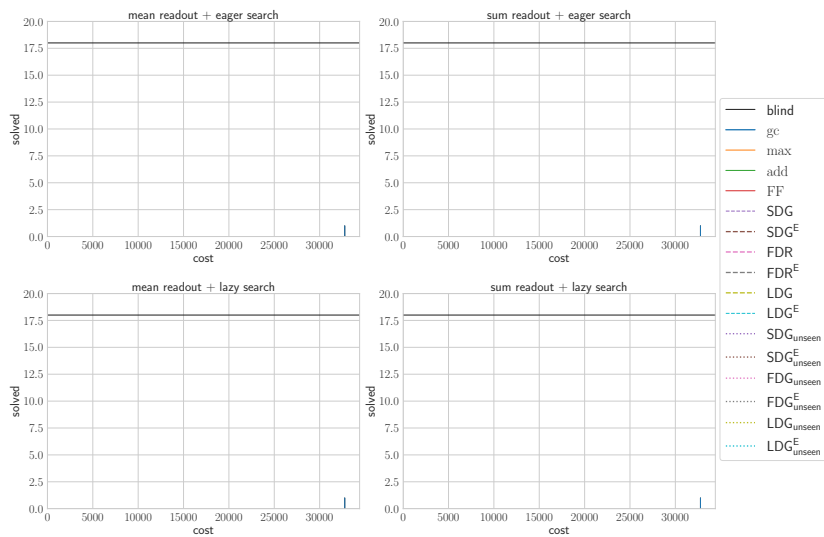 mean readout + eager search
20.0
17.5
15.0
12.5
10.0
7.5
5.0
2.5
0.0
solved
0 5000 10000 15000 20000 25000 30000
cost
sum readout + eager search
20.0
17.5
15.0
12.5
10.0
7.5
5.0
2.5
0.0
solved
0 5000 10000 15000 20000 25000 30000
cost
mean readout + lazy search
20.0
17.5
15.0
12.5
10.0
7.5
5.0
2.5
0.0
solved
0 5000 10000 15000 20000 25000 30000
cost
sum readout + lazy search
20.0
17.5
15.0
12.5
10.0
7.5
5.0
2.5
0.0
solved
0 5000 10000 15000 20000 25000 30000
cost
blind
gc
max
add
FF
SDG
SDG^E
FDR
FDR^E
LDG
LDG^E
SDG_unseen
SDG^E_unseen
FDG_unseen
FDG^E_unseen
LDG_unseen
LDG^E_unseen